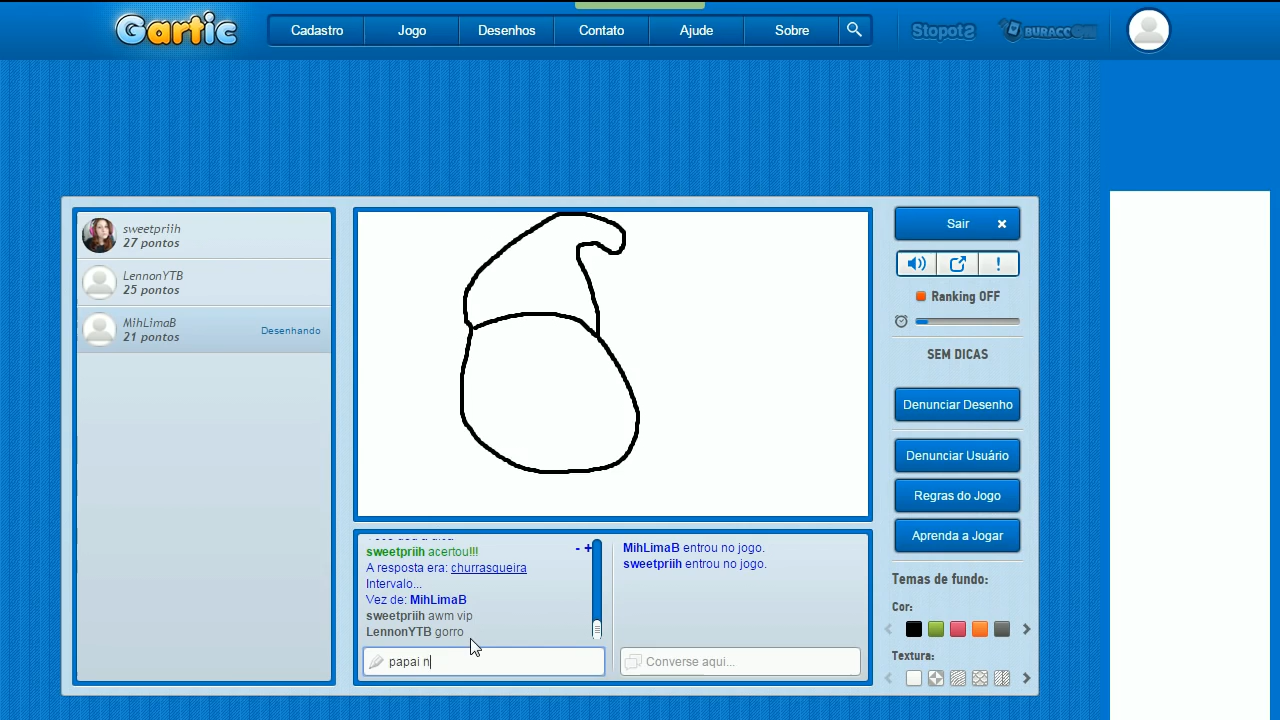 Gartic
Cadastro
Jogo
Desenhos
Contato
Ajude
Sobre
StopotS
BURACOON
sweetpriih
27 pontos
LennonYTB
25 pontos
MihLimaB
21 pontos
Desenhando
Sair ×
!
Ranking OFF
SEM DICAS
Denunciar Desenho
Denunciar Usuário
Regras do Jogo
Aprenda a Jogar
Temas de fundo:
Cor:
Textura:
- +
sweetpriih acertou!!!
A resposta era: churrasqueira
Intervalo...
Vez de: MihLimaB
sweetpriih awm vip
LennonYTB gorro
papai n
MihLimaB entrou no jogo.
sweetpriih entrou no jogo.
Converse aqui...